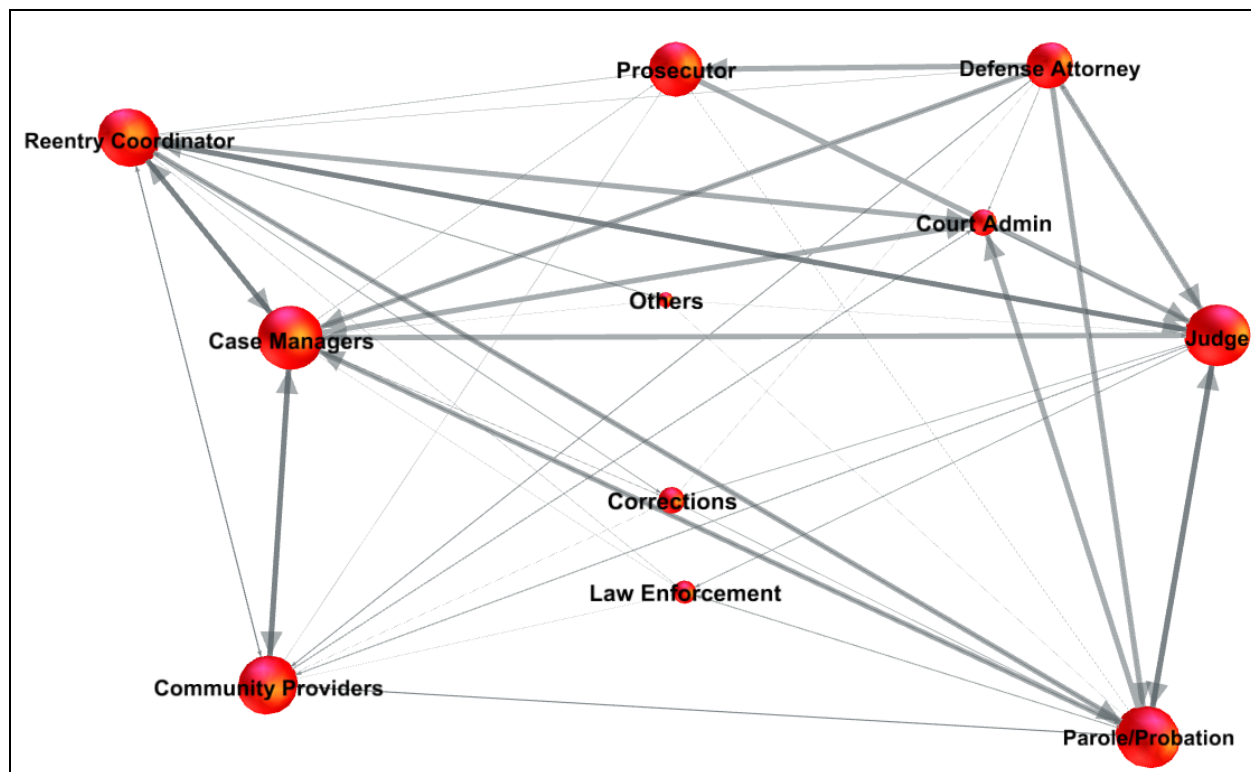 Prosecutor
Defense Attorney
Reentry Coordinator
Court Admin
Others
Case Managers
Judge
Corrections
Law Enforcement
Community Providers
Parole/Probation